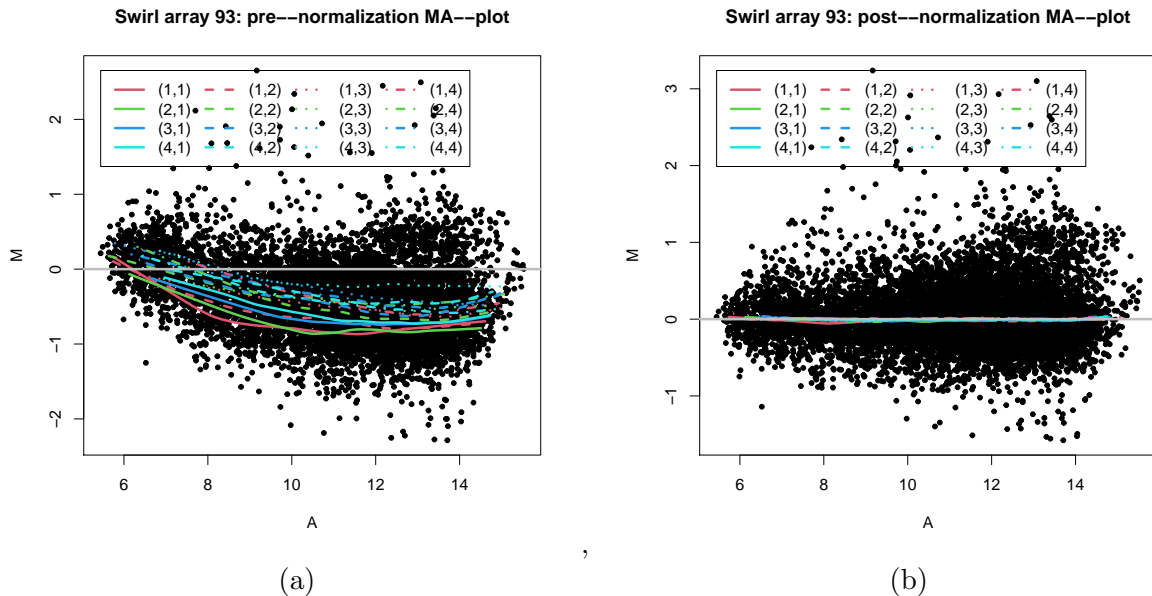 Swirl array 93: pre−−normalization MA−−plot
(1,1) (1,2) (1,3) (1,4)
(2,1) (2,2) (2,3) (2,4)
(3,1) (3,2) (3,3) (3,4)
(4,1) (4,2) (4,3) (4,4)
2
1
0
−1
−2
M
6 8 10 12 14
A
(a)
,
Swirl array 93: post−−normalization MA−−plot
(1,1) (1,2) (1,3) (1,4)
(2,1) (2,2) (2,3) (2,4)
(3,1) (3,2) (3,3) (3,4)
(4,1) (4,2) (4,3) (4,4)
3
2
1
0
−1
M
6 8 10 12 14
A
(b)